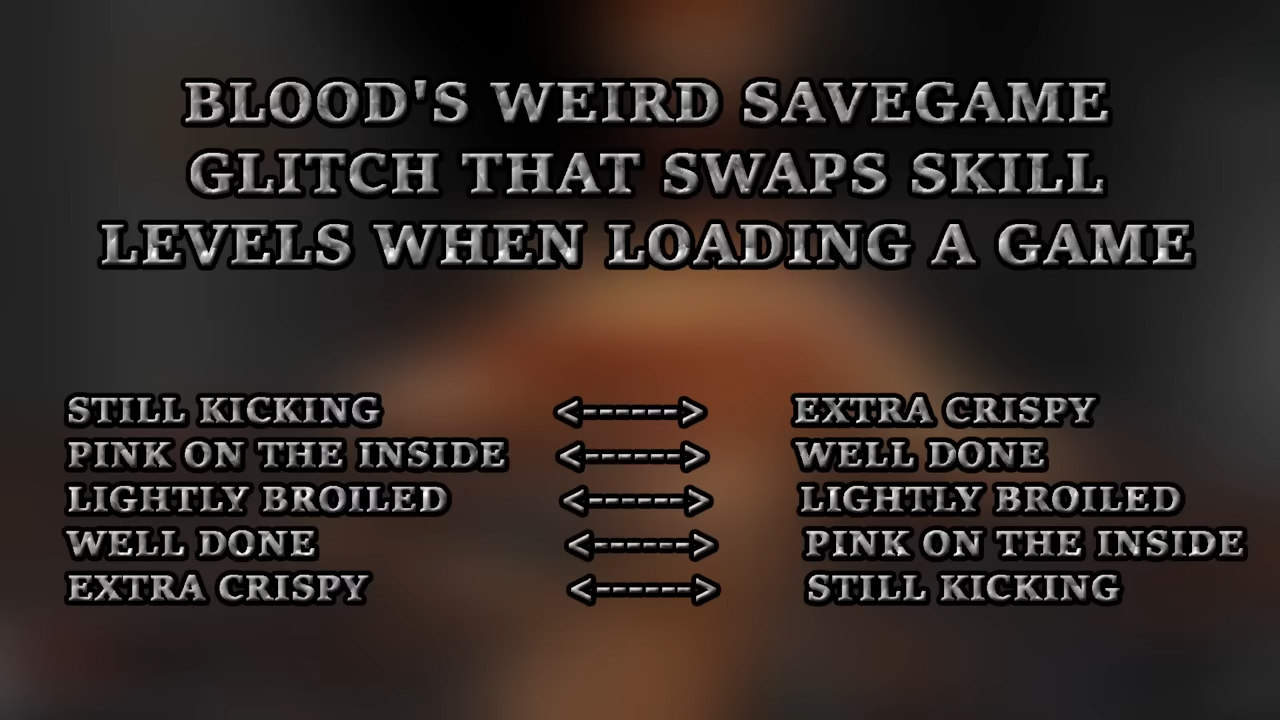 BLOOD'S WEIRD SAVEGAME
GLITCH THAT SWAPS SKILL
LEVELS WHEN LOADING A GAME
STILL KICKING <------> EXTRA CRISPY
PINK ON THE INSIDE <------> WELL DONE
LIGHTLY BROILED <------> LIGHTLY BROILED
WELL DONE <------> PINK ON THE INSIDE
EXTRA CRISPY <------> STILL KICKING